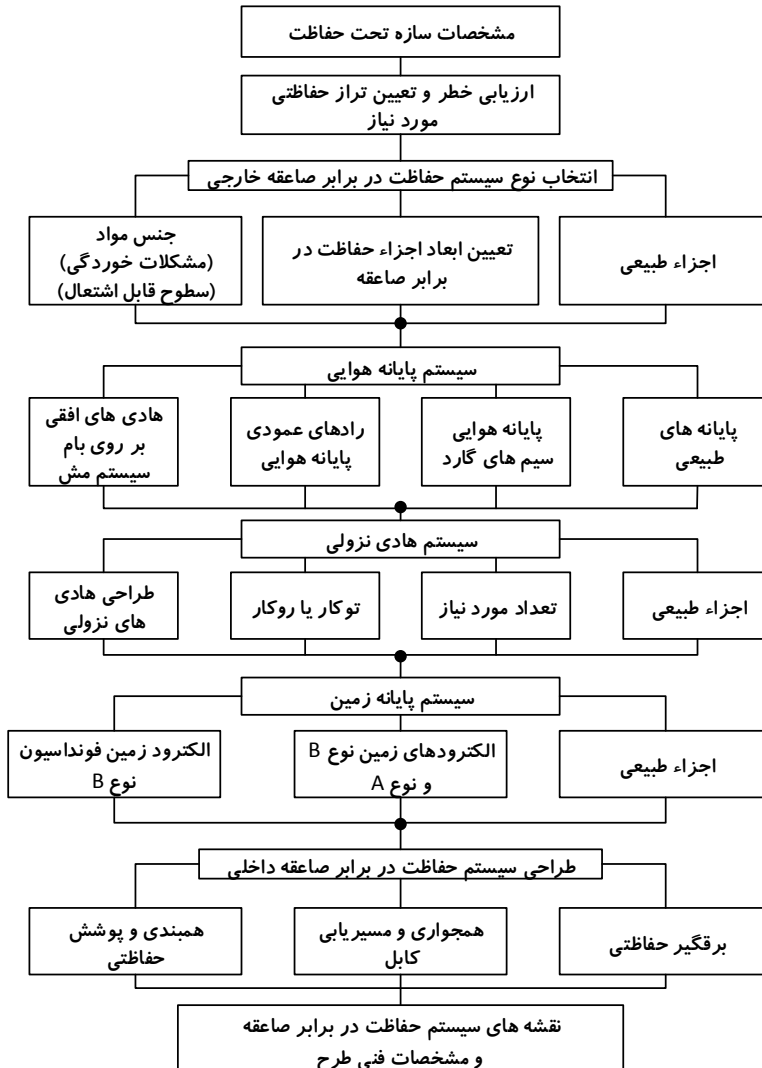 مشخصات سازه تحت حفاظت
ارزیابی خطر و تعیین تراز حفاظتی
مورد نیاز
انتخاب نوع سیستم حفاظت در برابر صاعقه خارجی
اجزاء طبیعی
تعیین ابعاد اجزاء حفاظت در
برابر صاعقه
جنس مواد
(مشکلات خوردگی)
(سطوح قابل اشتعال)
سیستم پایانه هوایی
پایانه های
طبیعی
پایانه هوایی
سیم های گارد
رادهای عمودی
پایانه هوایی
هادی های افقی
بر روی بام
سیستم مش
سیستم هادی نزولی
اجزاء طبیعی
تعداد مورد نیاز
توکار یا روکار
طراحی هادی
های نزولی
سیستم پایانه زمین
اجزاء طبیعی
الکترودهای زمین نوع B
و نوع A
الکترود زمین فونداسیون
نوع B
طراحی سیستم حفاظت در برابر صاعقه داخلی
برقگیر حفاظتی
همجواری و مسیریابی
کابل
همبندی و پوشش
حفاظتی
نقشه های سیستم حفاظت در برابر صاعقه
و مشخصات فنی طرح